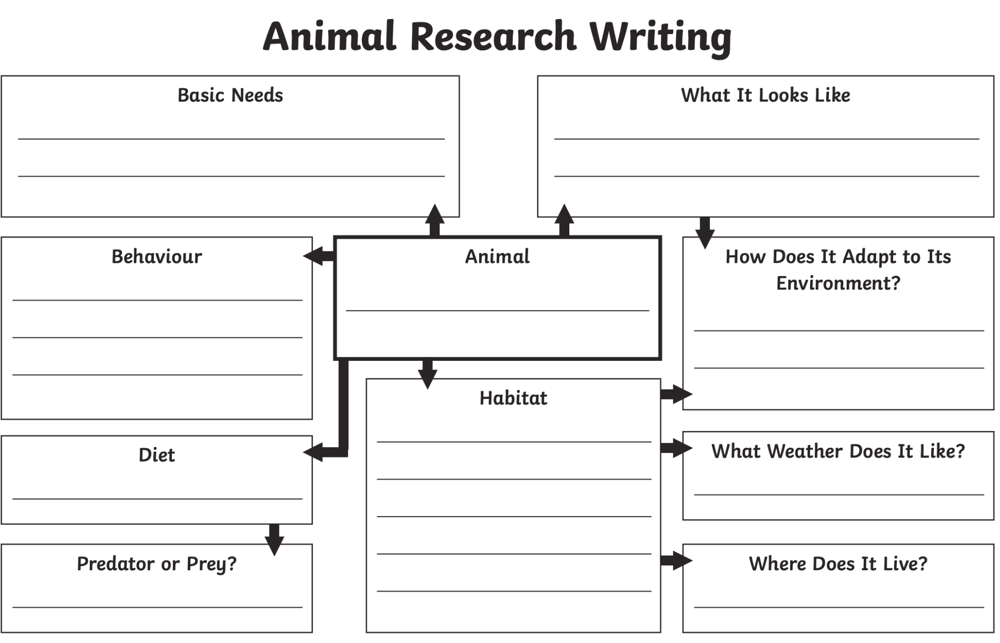 Animal Research Writing
Basic Needs
What It Looks Like
Behaviour
Animal
How Does It Adapt to Its
Environment?
Habitat
Diet
What Weather Does It Like?
Predator or Prey?
Where Does It Live?